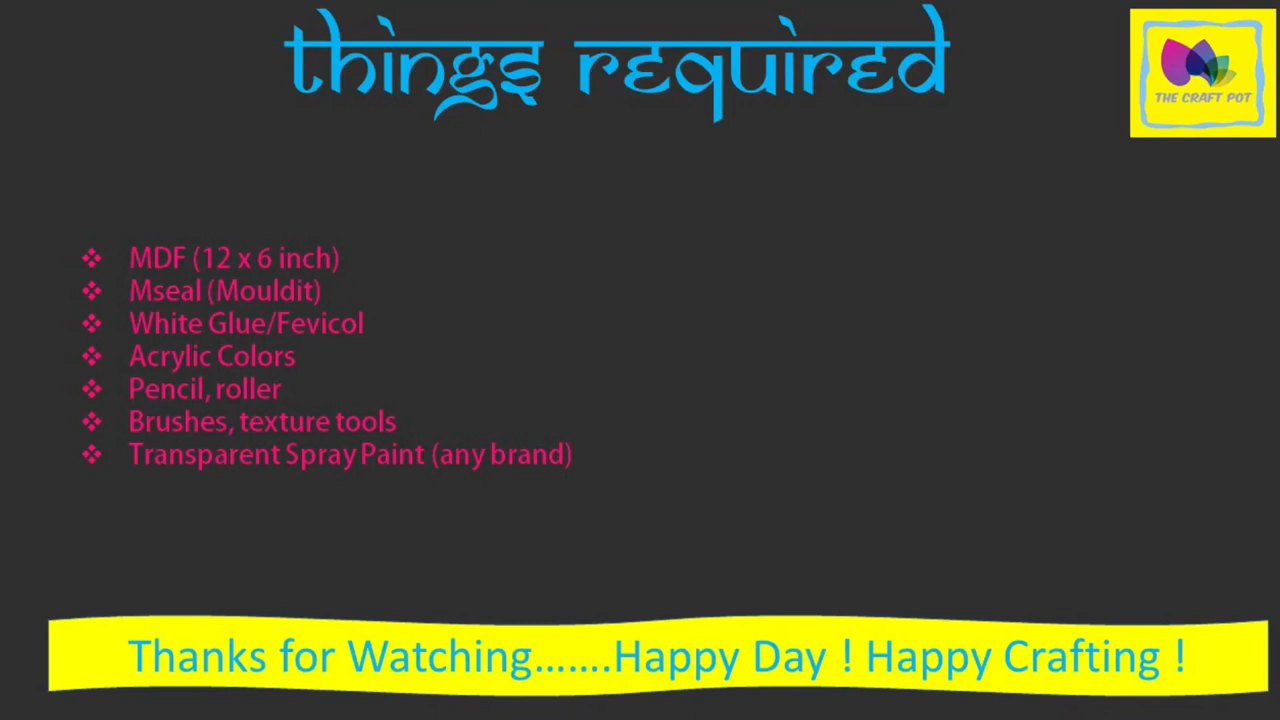 things required
THE CRAFT POT
MDF (12 x 6 inch)
Mseal (Mouldit)
White Glue/Fevicol
Acrylic Colors
Pencil, roller
Brushes, texture tools
Transparent Spray Paint (any brand)
Thanks for Watching.......Happy Day ! Happy Crafting !